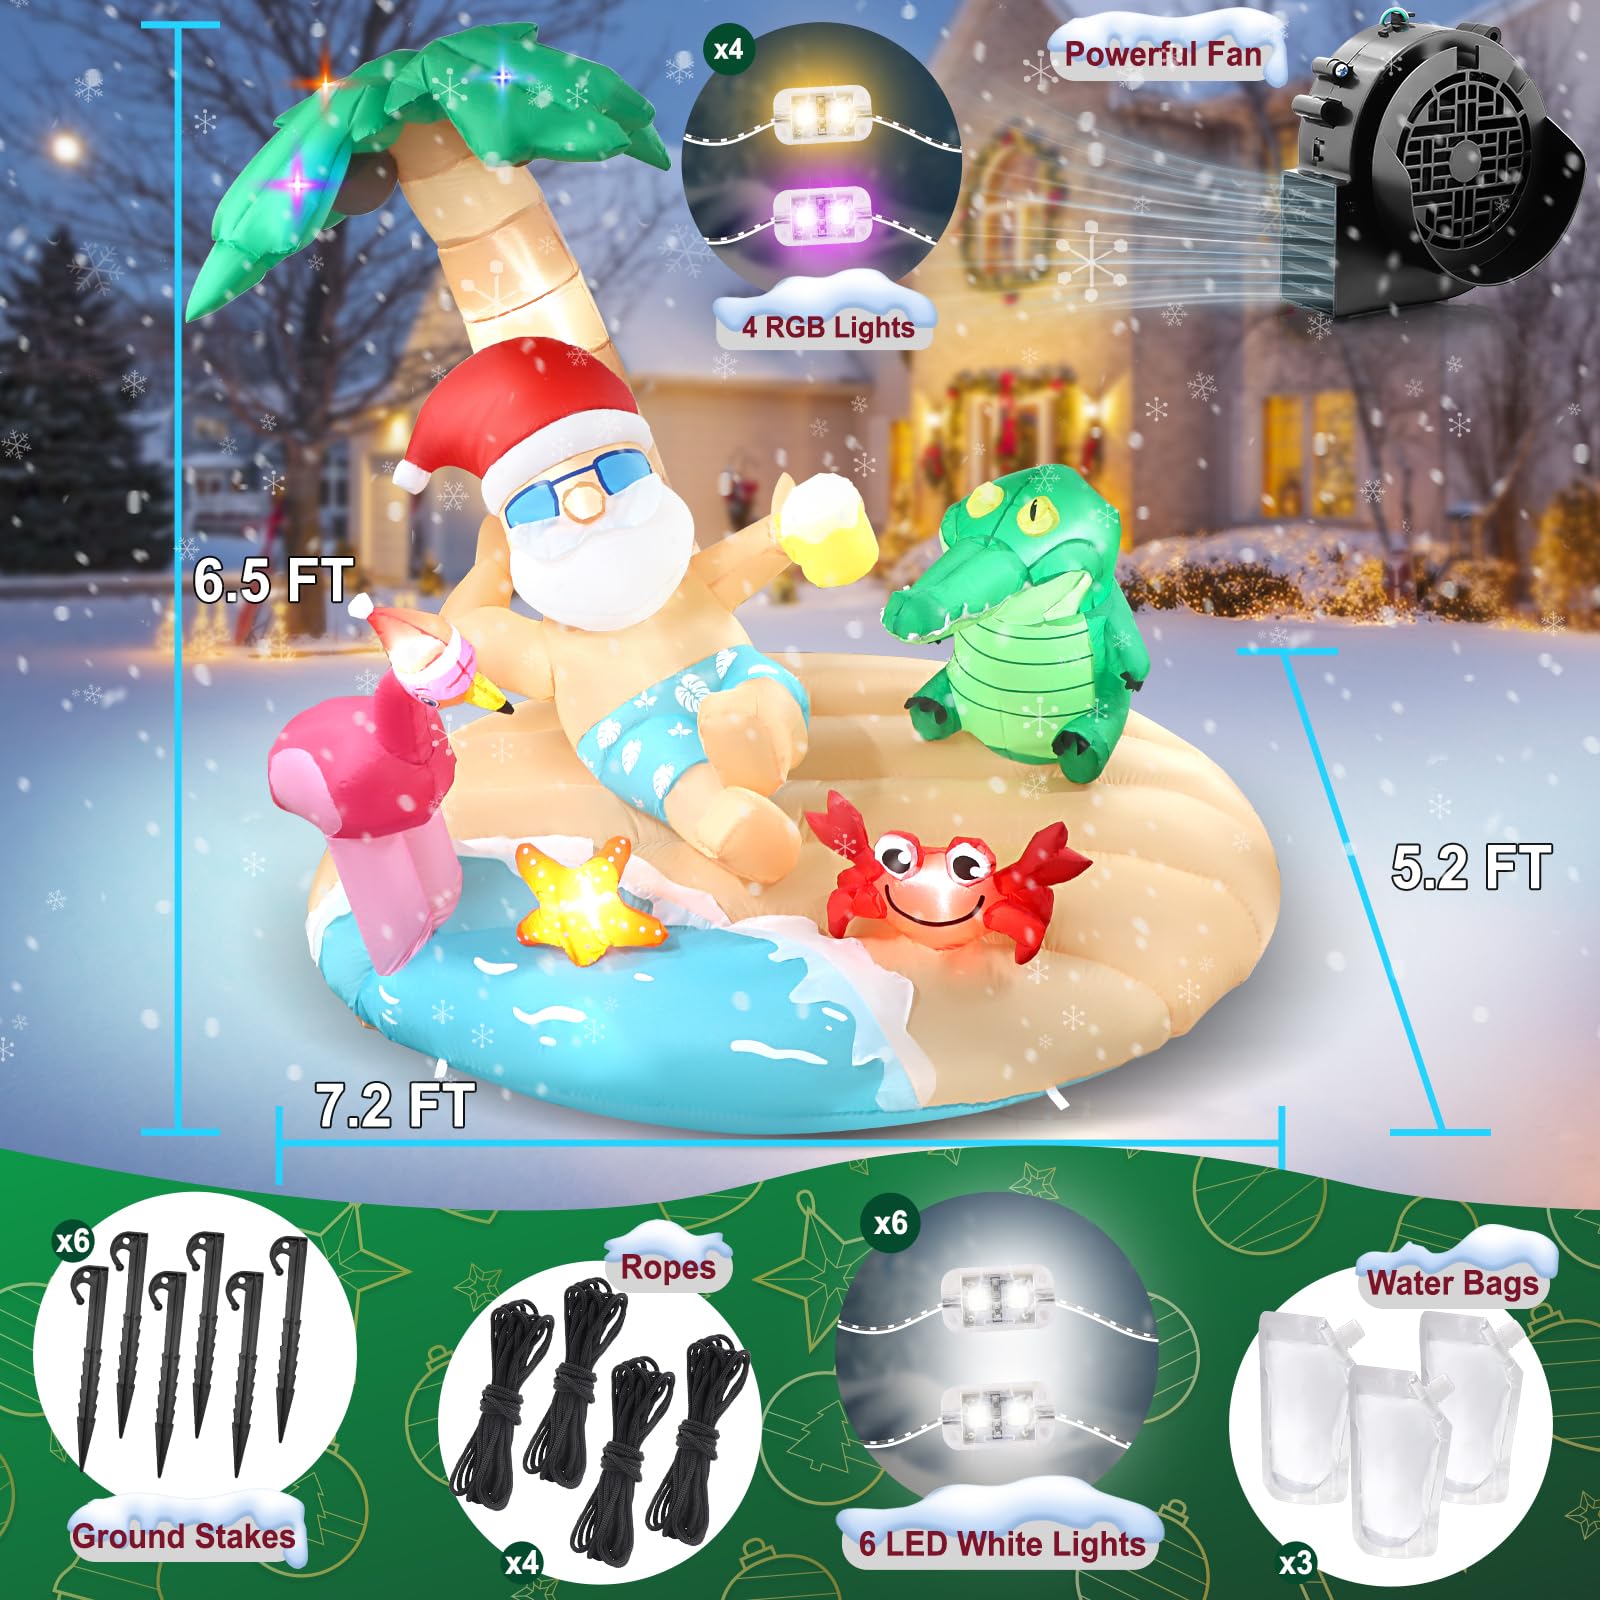 x4
4 RGB Lights
Powerful Fan
6.5 FT
5.2 FT
7.2 FT
x6
Ground Stakes
Ropes
x4
x6
6 LED White Lights
Water Bags
x3